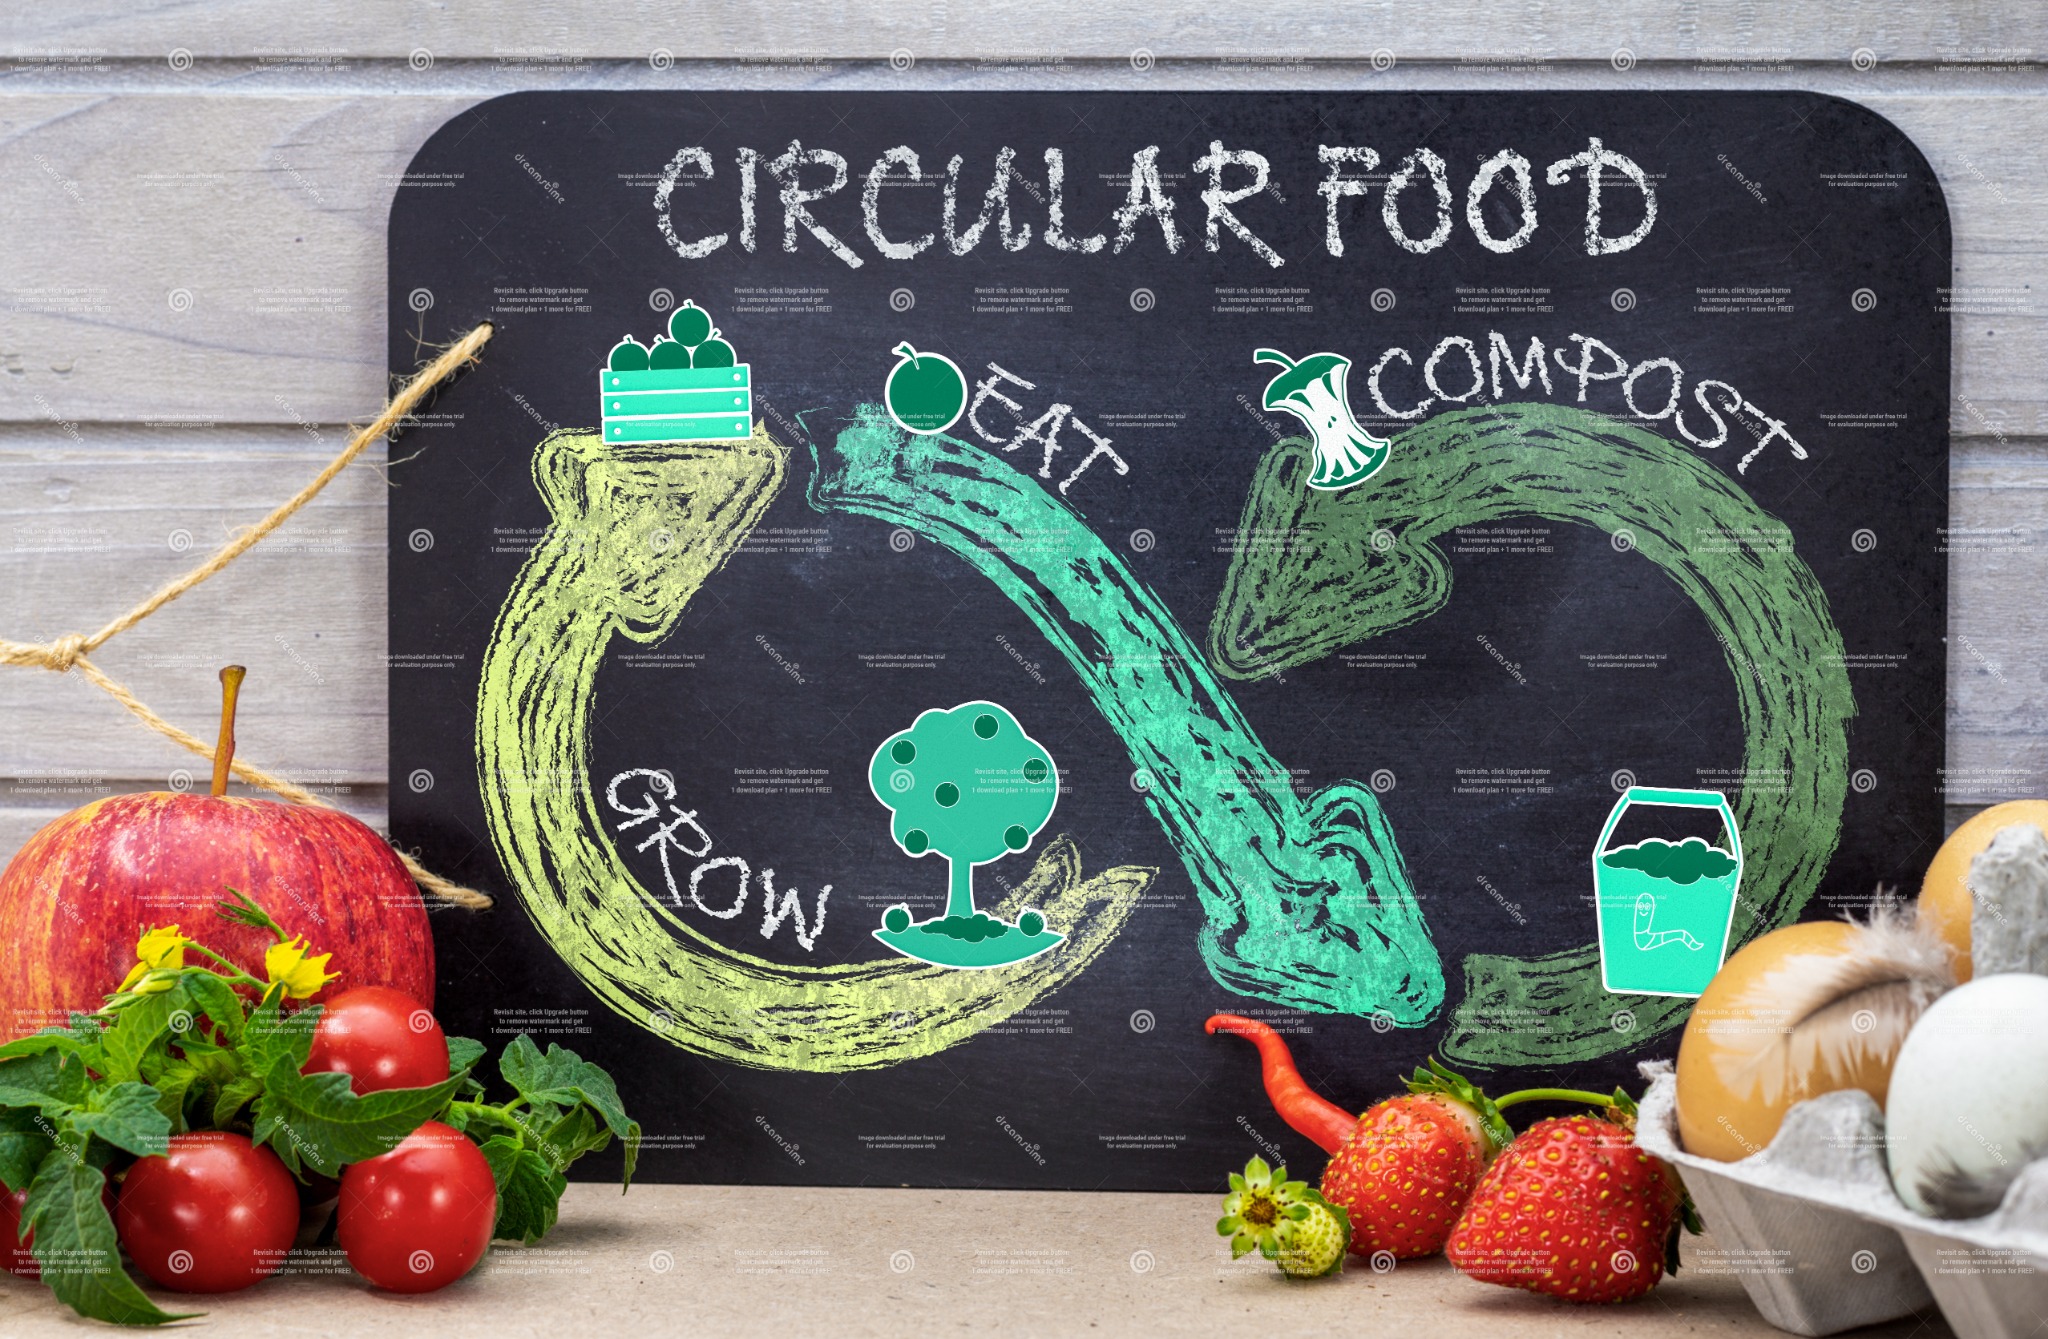 CIRCULAR FOOD
EAT
COMPOST
GROW
Revisit site, click Upgrade button
to remove watermark and get
1 download plan + 1 more for FREE!
Image downloaded under free trial
for evaluation purpose only.
dreamstime